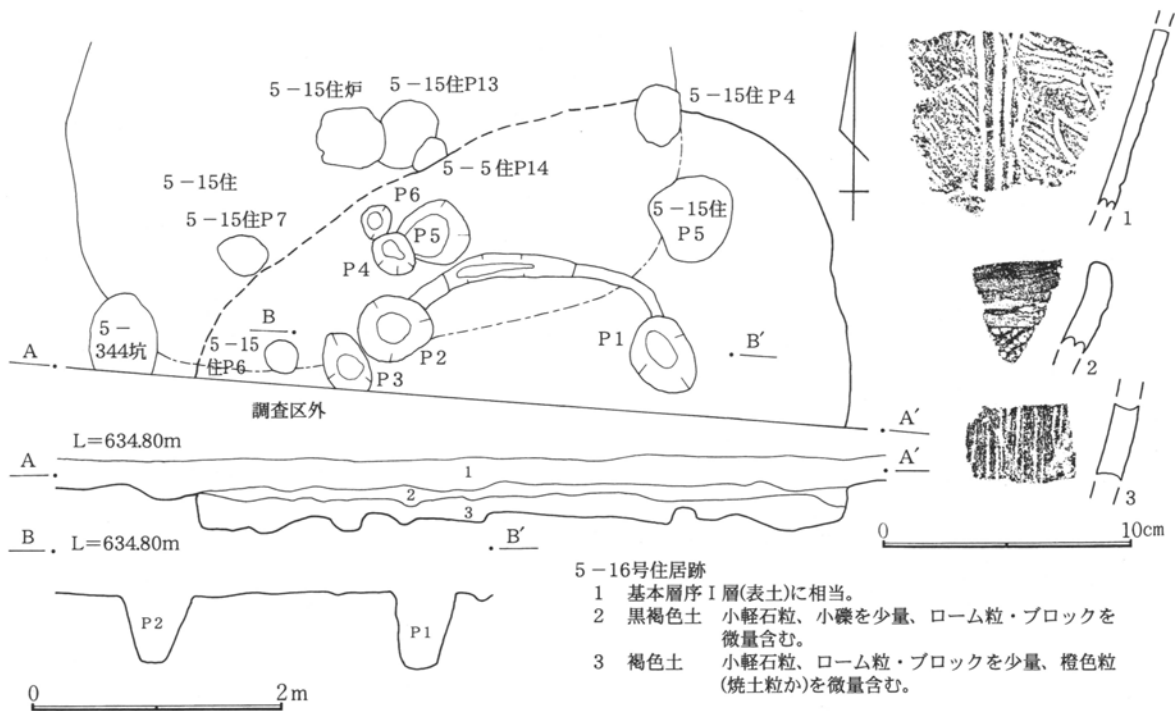 5-15住炉
5-15住P13
5-15住P4
5-5住P14
5-15住
5-15住P7
P6
P5
P4
5-15住
P5
B
P2
P1
B′
5-
344坑
5-15
住P6
P3
A
A′
調査区外
L=634.80m
A
A′
1
2
3
B
L=634.80m
B′
P2
P1
0
2m
1
2
3
0
10cm
5-16号住居跡
1 基本層序Ⅰ層(表土)に相当。
2 黒褐色土 小軽石粒、小礫を少量、ローム粒・ブロックを
微量含む。
3 褐色土 小軽石粒、ローム粒・ブロックを少量、橙色粒
(焼土粒か)を微量含む。